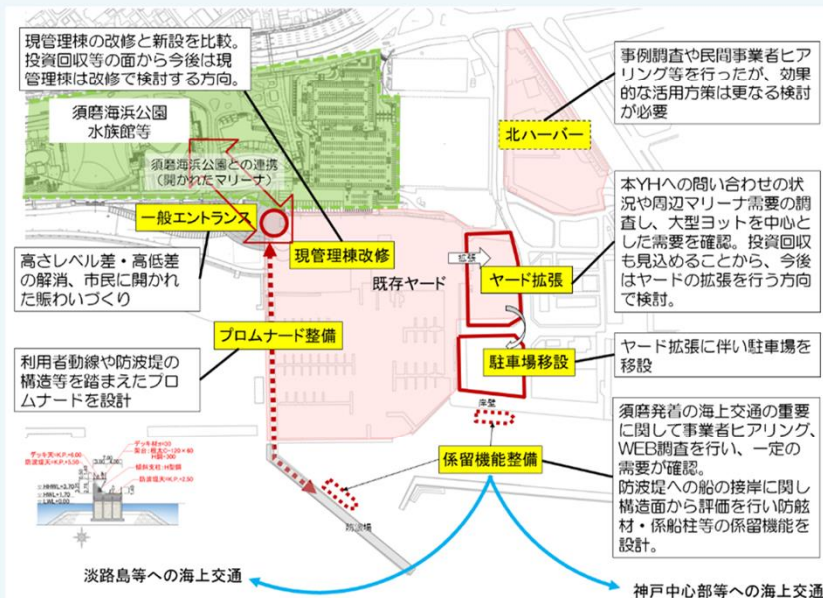 現管理棟の改修と新設を比較。
投資回収等の面から今後は現
管理棟は改修で検討する方向。
須磨海浜公園
水族館等
須磨海浜公園との連携
（開かれたマリーナ）
一般エントランス
高さレベル差・高低差
の解消、市民に開かれ
た賑わいづくり
現管理棟改修
プロムナード整備
利用者動線や防波堤の
構造等を踏まえたプロ
ムナードを設計
事例調査や民間事業者ヒア
リング等を行ったが、効果
的な活用方策は更なる検討
が必要
北ハーバー
本YHへの問い合わせの状
況や周辺マリーナ需要の調
査し、大型ヨットを中心と
した需要を確認。投資回収
も見込めることから、今後
はヤードの拡張を行う方向
で検討。
拡張
既存ヤード
ヤード拡張
駐車場移設
ヤード拡張に伴い駐車場を
移設
岸壁
係留機能整備
須磨発着の海上交通の重要
に関して事業者ヒアリング、
WEB調査を行い、一定の
需要が確認。
防波堤への船の接岸に関し
構造面から評価を行い防舷
材・係船柱等の係留機能を
設計。
防波堤天=K.P.+2.50
淡路島等への海上交通
神戸中心部等への海上交通